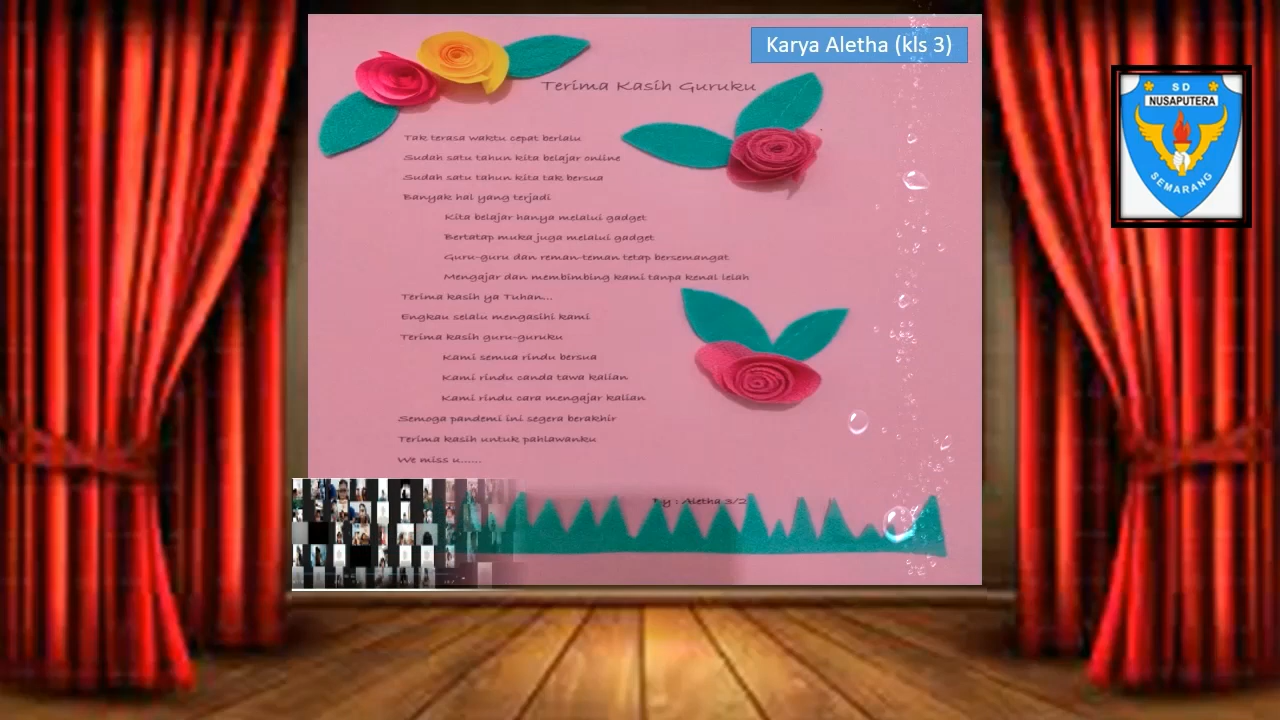 Karya Aletha (kls 3)
SD
NUSAPUTERA
SEMARANG
Terima Kasih Guruku
Tak terasa waktu cepat berlalu
Sudah satu tahun kita belajar online
Sudah satu tahun kita tak bersua
Banyak hal yang terjadi
Kita belajar hanya melalui gadget
Bertatap muka juga melalui gadget
Guru-guru dan reman-teman tetap bersemangat
Mengajar dan membimbing kami tanpa kenal lelah
Terima kasih ya Tuhan...
Engkau selalu mengasihi kami
Terima kasih guru-guruku
Kami semua rindu bersua
Kami rindu canda tawa kalian
Kami rindu cara mengajar kalian
Semoga pandemi ini segera berakhir
Terima kasih untuk pahlawanku
We miss u......
By : Aletha 3/2